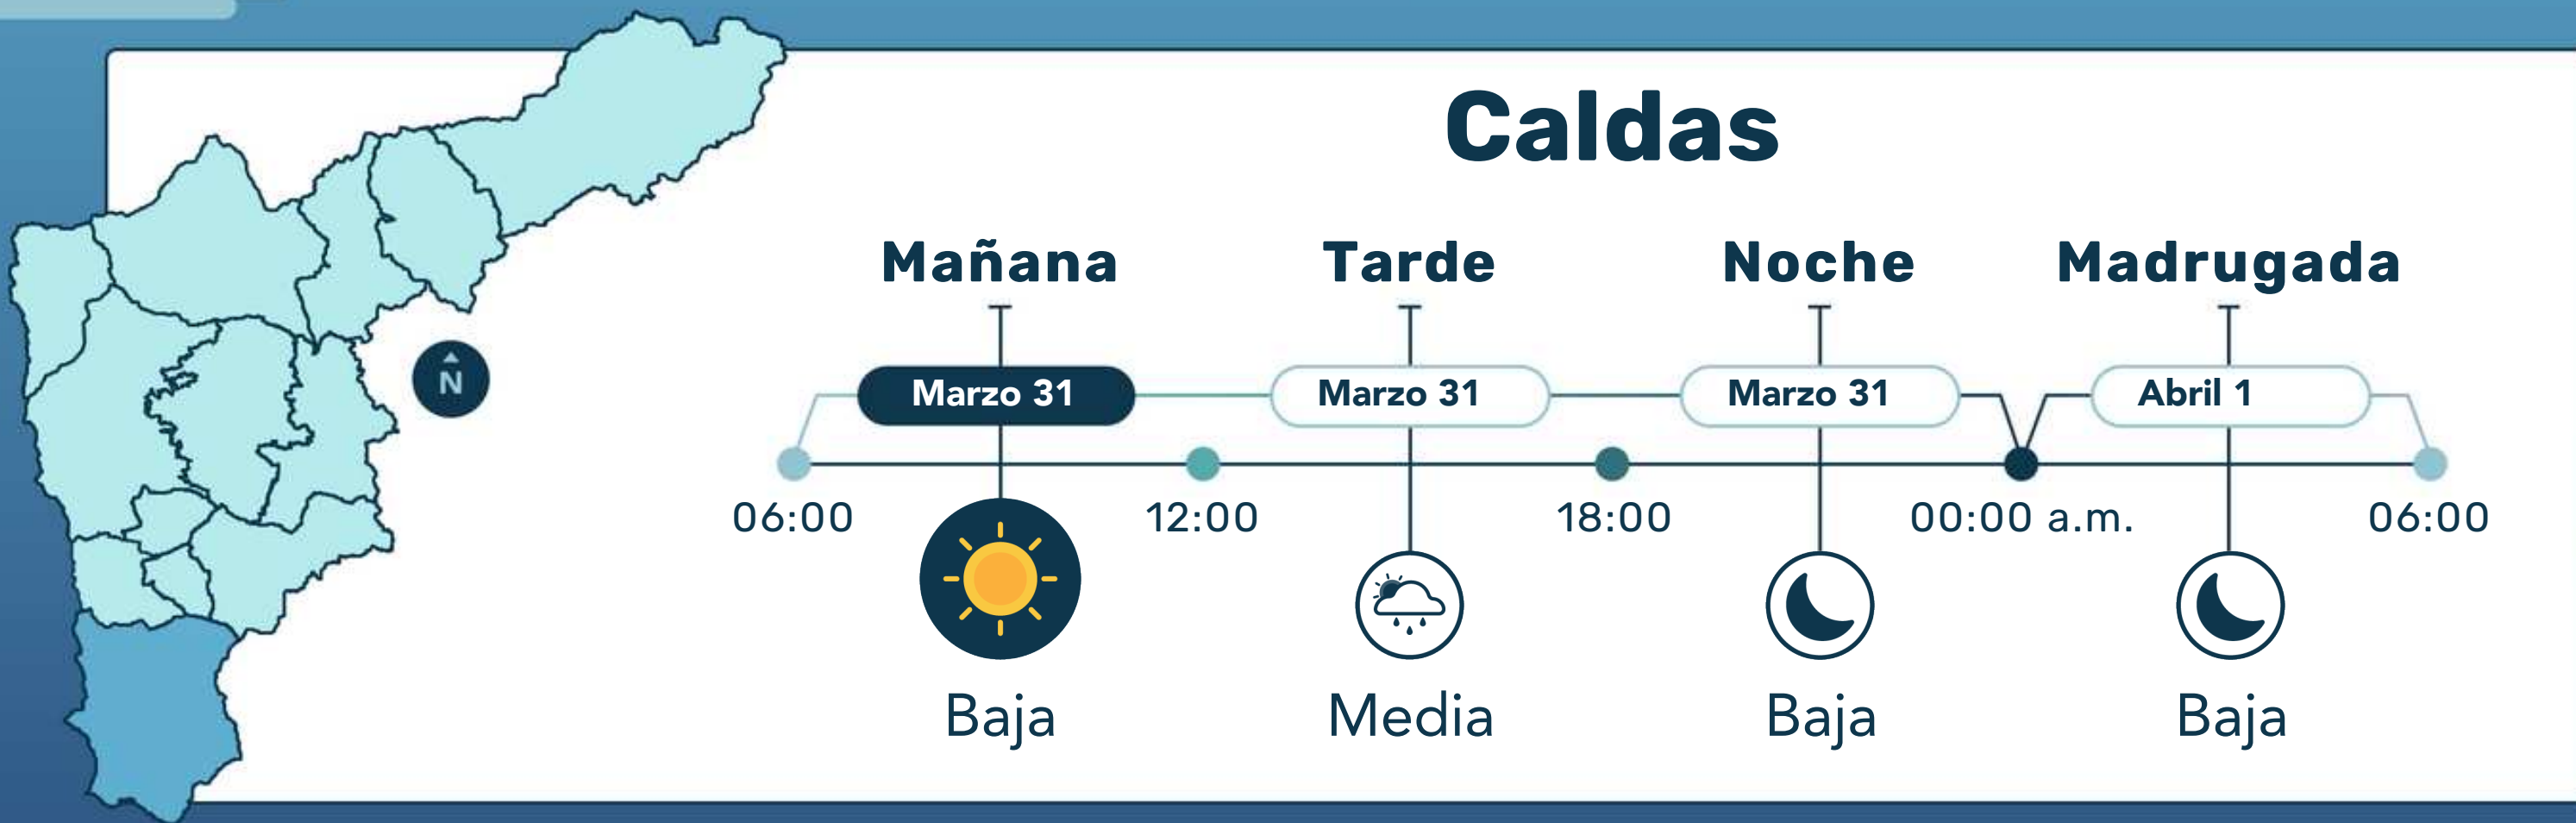 Caldas
Mañana Tarde Noche Madrugada
N
Marzo 31 Marzo 31 Marzo 31 Abril 1
06:00 12:00 18:00 00:00 a.m. 06:00
Baja Media Baja Baja